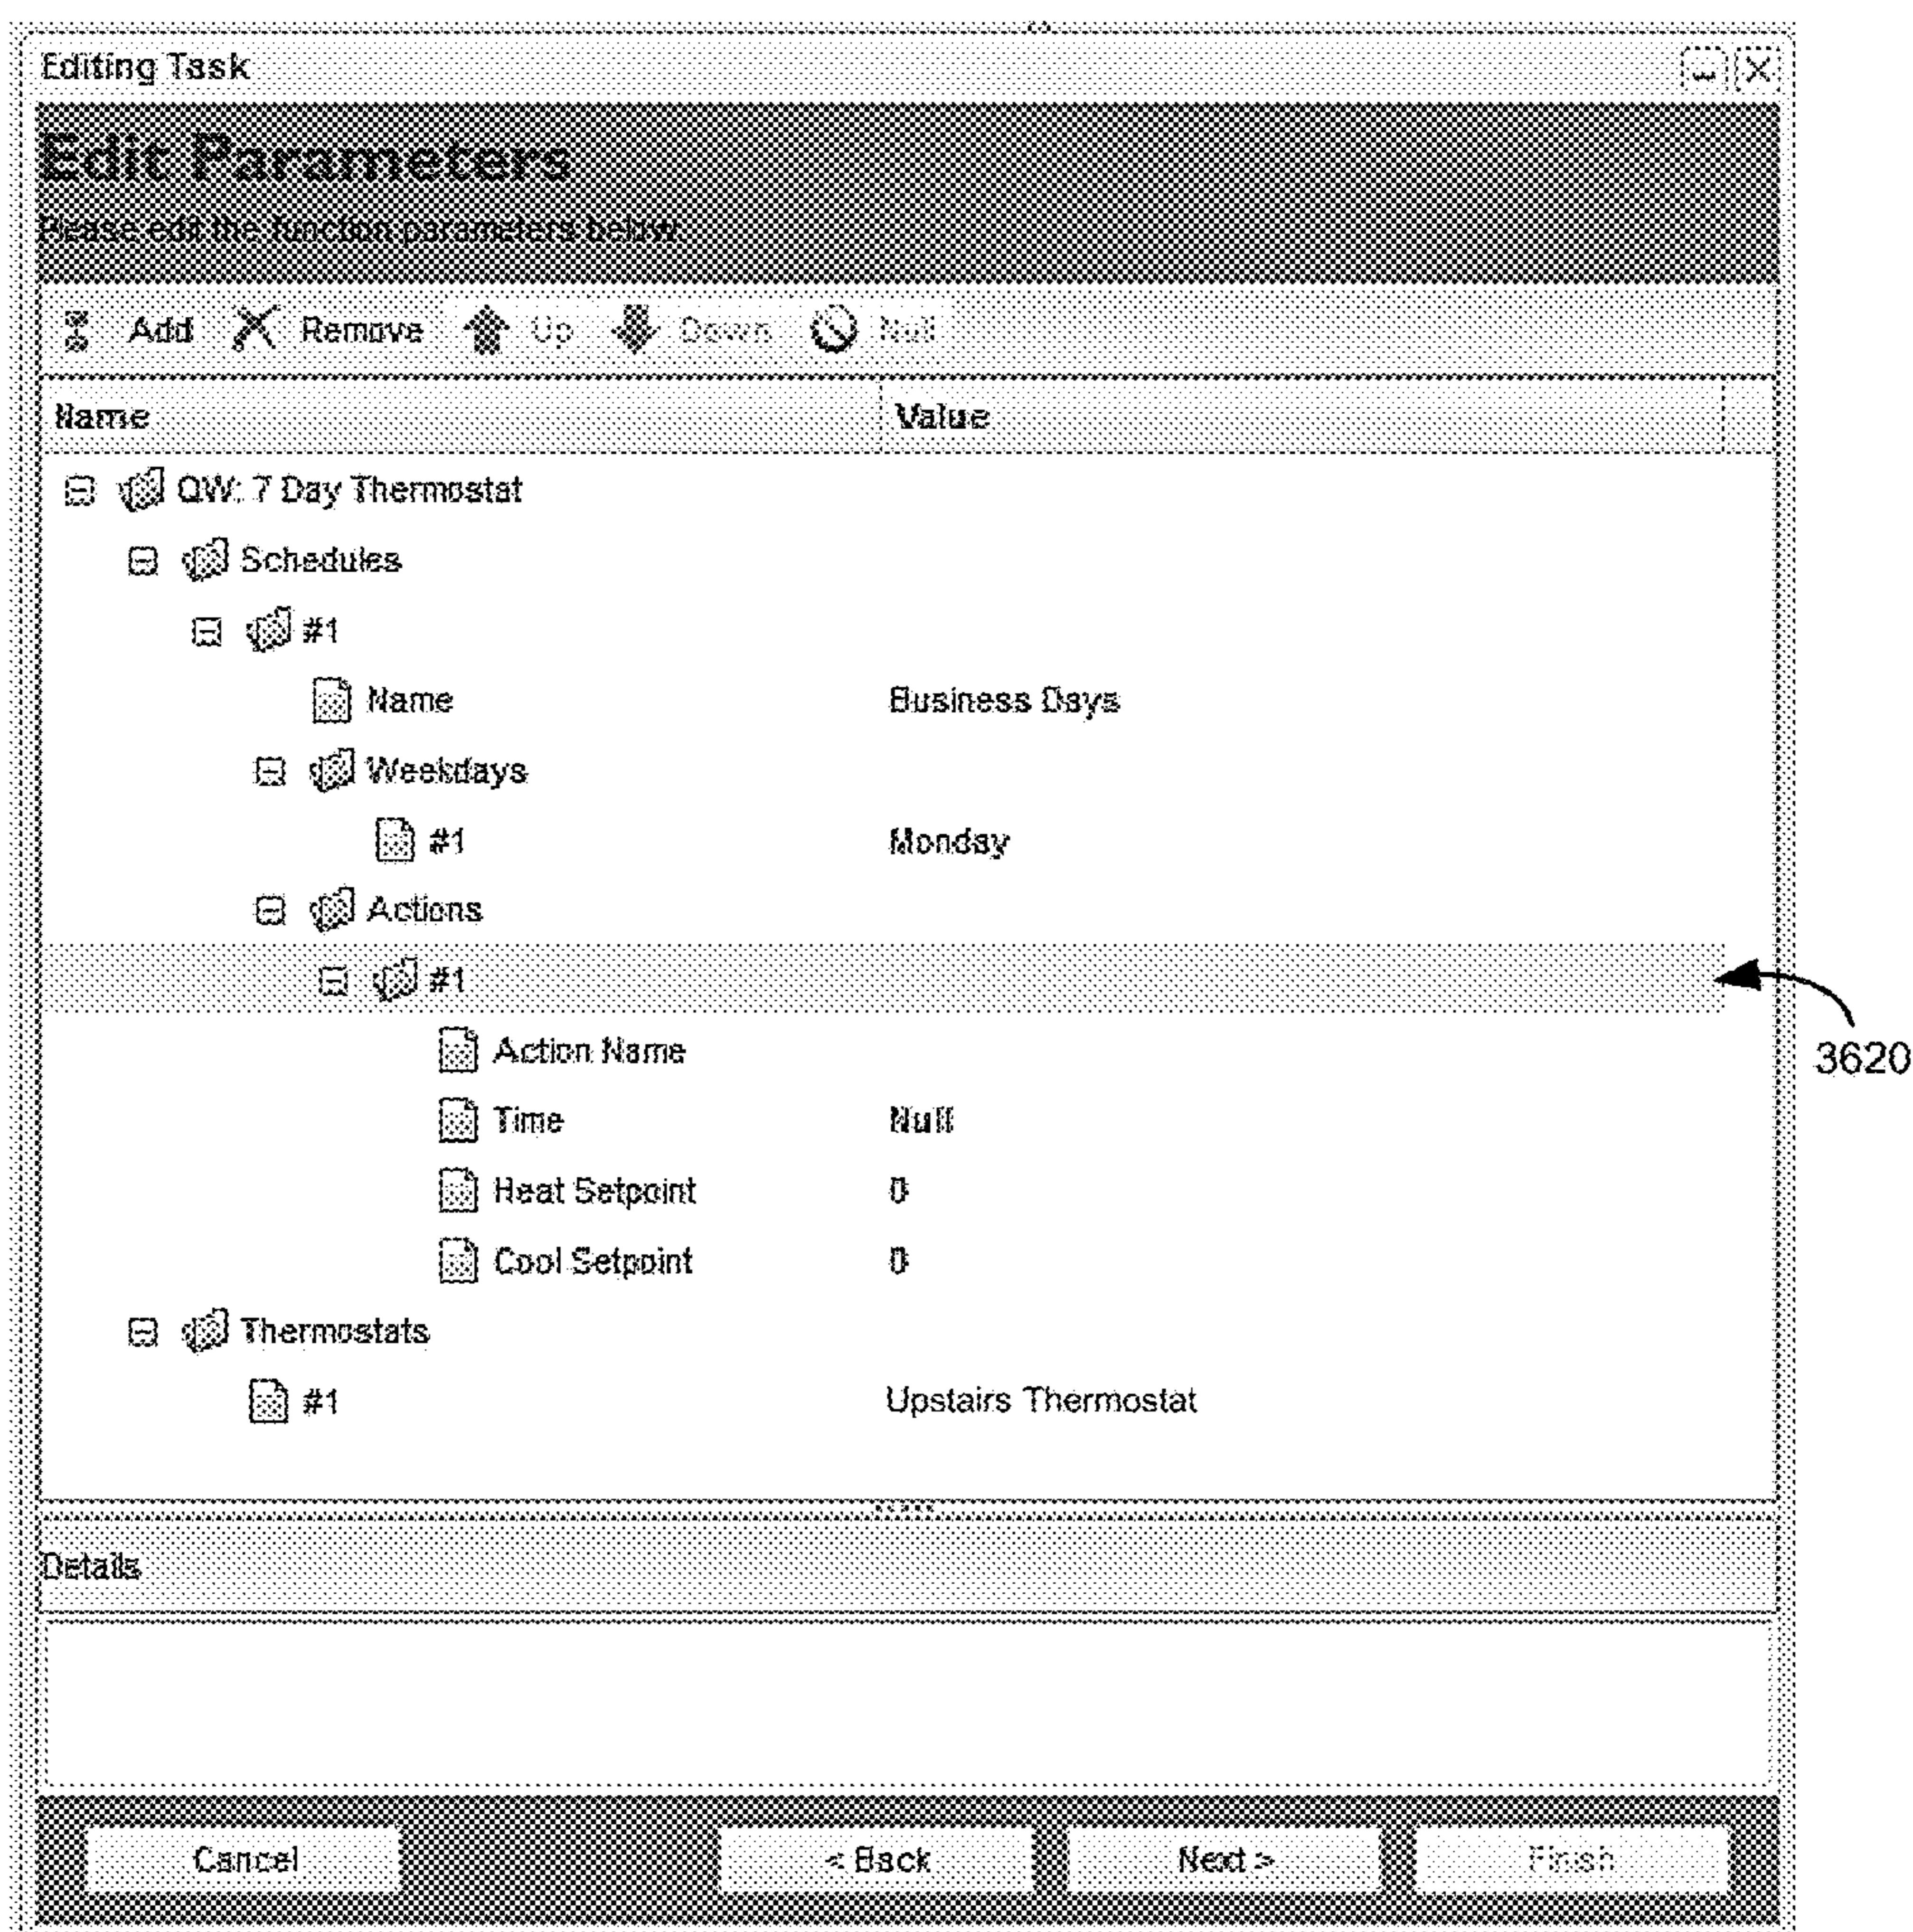 Editing Task
Edit Parameters
Please edit the function parameters below.
Add Remove Up Down Null
Name Value
QW: 7 Day Thermostat
Schedules
#1
Name Business Days
Weekdays
#1 Monday
Actions
#1
3620
Action Name
Time Null
Heat Setpoint 0
Cool Setpoint 0
Thermostats
#1 Upstairs Thermostat
Details
Cancel < Back Next > Finish